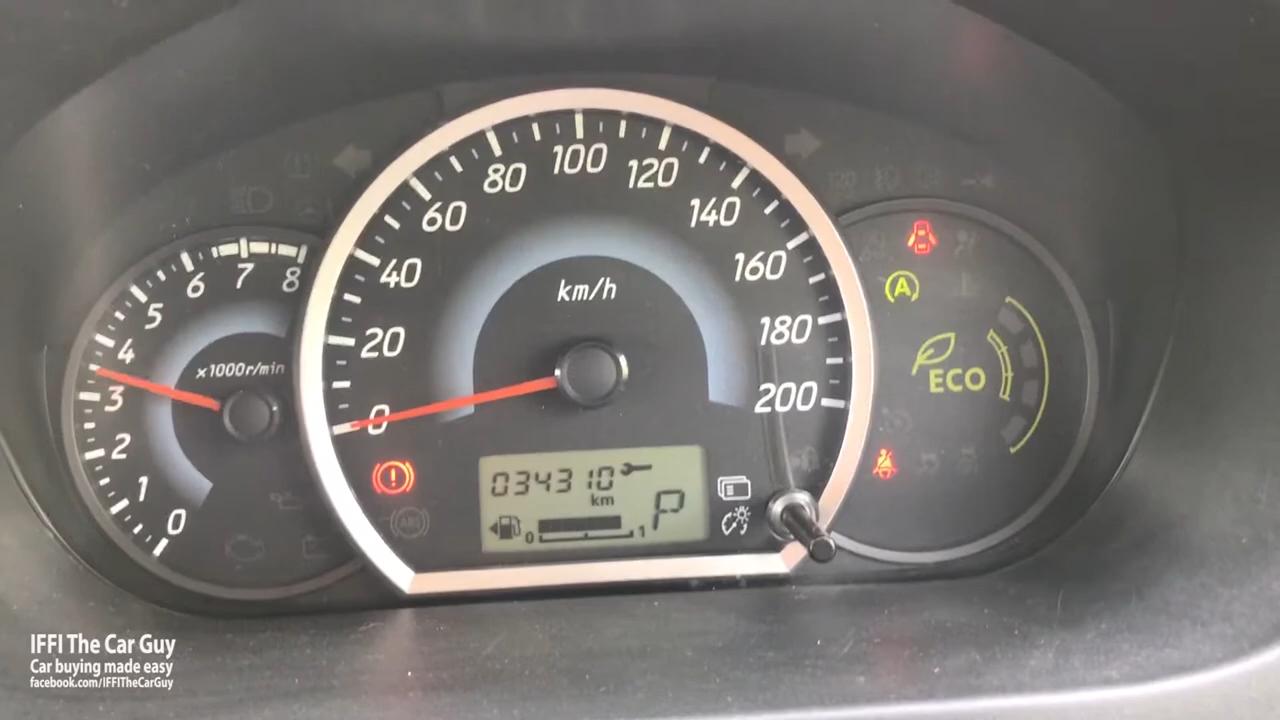 80 100 120
60 140
40 160
20 180
0 200
km/h
6 7 8
5
4
3
2
1
0
x1000r/min
034310
km
P
0 1
ABS
A
ECO
IFFI The Car Guy
Car buying made easy
facebook.com/IFFITheCarGuy